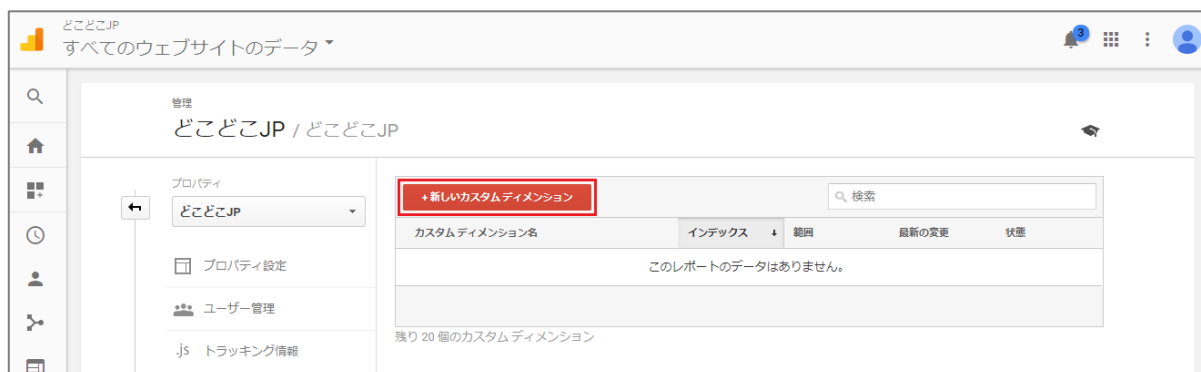 どこどこJP
すべてのウェブサイトのデータ
3
管理
どこどこJP / どこどこJP
プロパティ
どこどこJP
プロパティ設定
ユーザー管理
.js トラッキング情報
+新しいカスタム ディメンション
検索
カスタム ディメンション名 インデックス ↓ 範囲 最新の変更 状態
このレポートのデータはありません。
残り 20 個のカスタム ディメンション